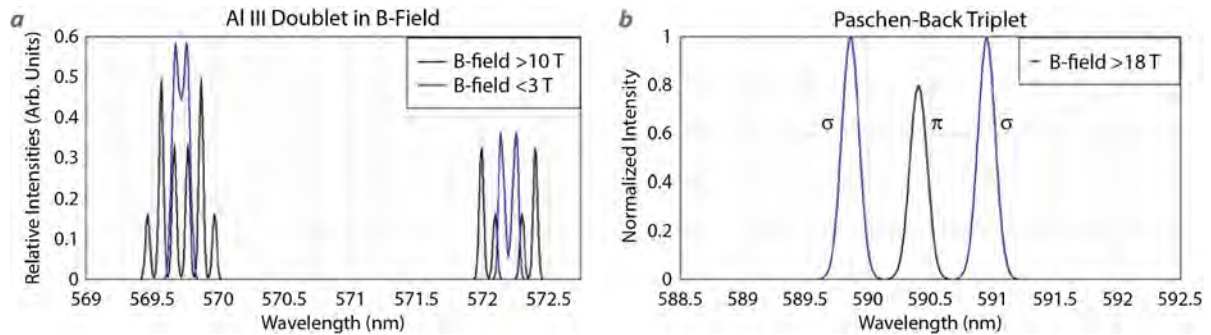 a
Al III Doublet in B-Field
Relative Intensities (Arb. Units)
0.6
0.5
0.4
0.3
0.2
0.1
0
B-field >10 T
B-field <3 T
569 569.5 570 570.5 571 571.5 572 572.5
Wavelength (nm)
b
Paschen-Back Triplet
Normalized Intensity
1
0.8
0.6
0.4
0.2
0
B-field >18 T
σ π σ
588.5 589 589.5 590 590.5 591 591.5 592 592.5
Wavelength (nm)